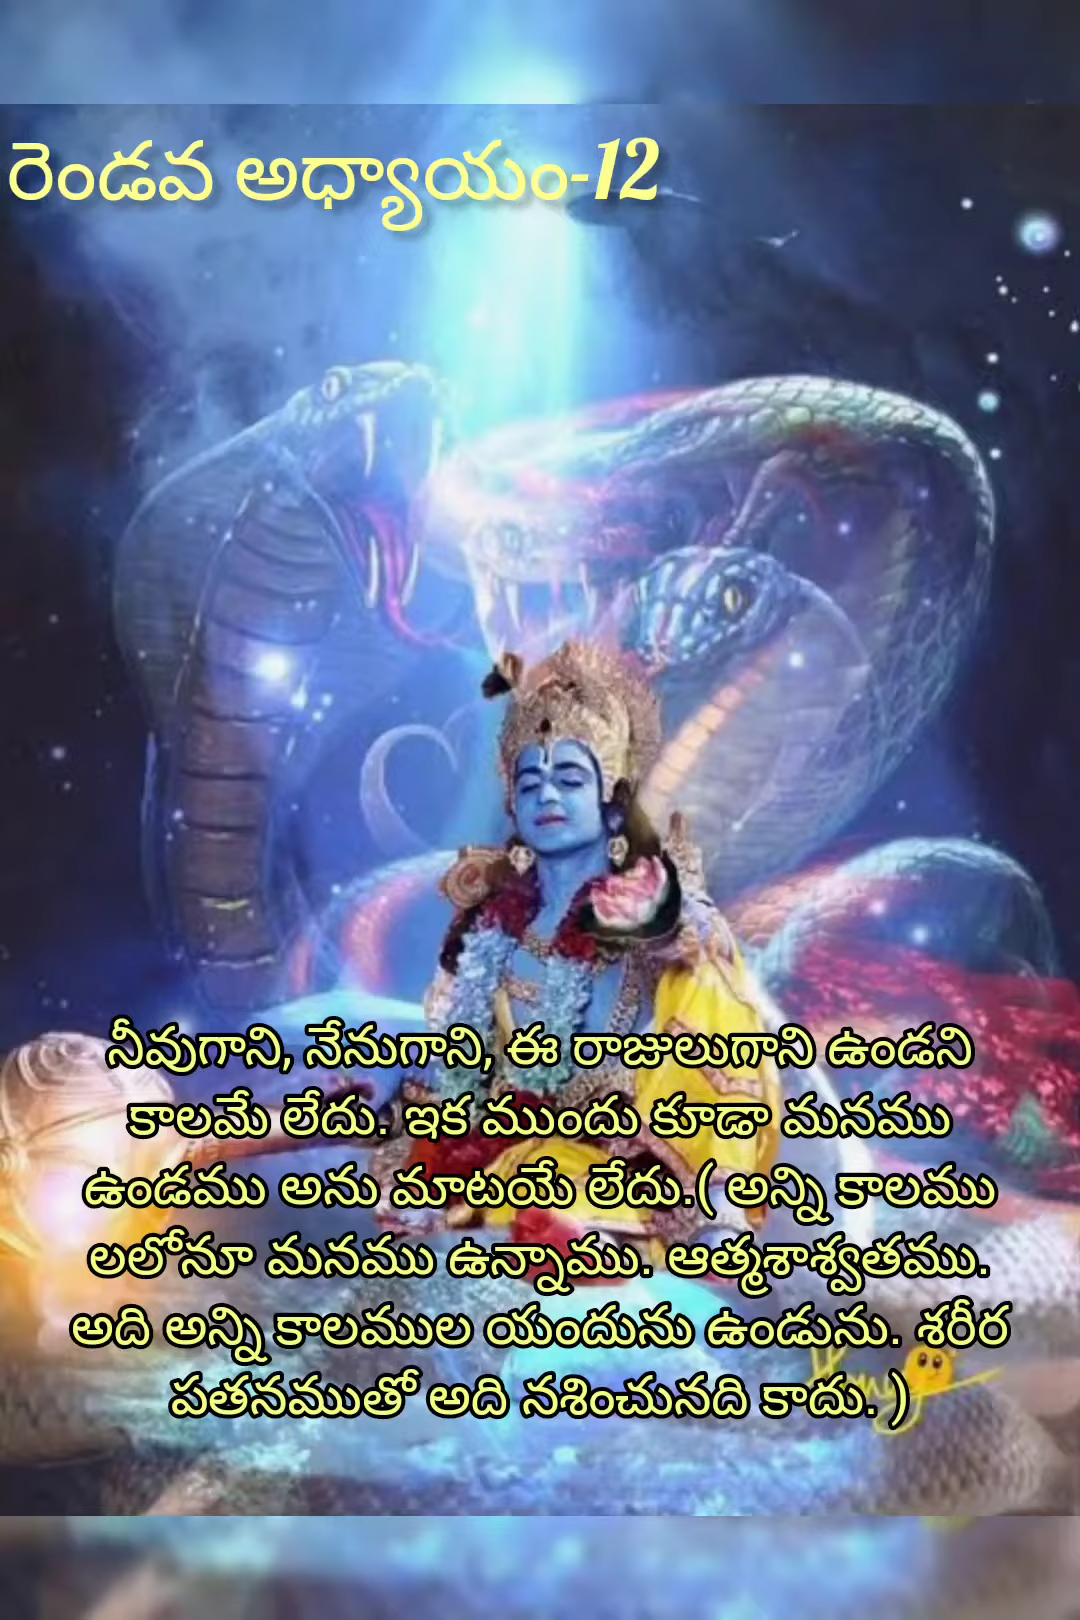 రెండవ అధ్యాయం-12
నీవుగాని, నేనుగాని, ఈ రాజులుగాని ఉండని
కాలమే లేదు. ఇక ముందు కూడా మనము
ఉండము అను మాటయే లేదు.( అన్ని కాలము
లలోనూ మనము ఉన్నాము. ఆత్మశాశ్వతము.
అది అన్ని కాలముల యందును ఉండును. శరీర
పతనముతో అది నశించునది కాదు. )